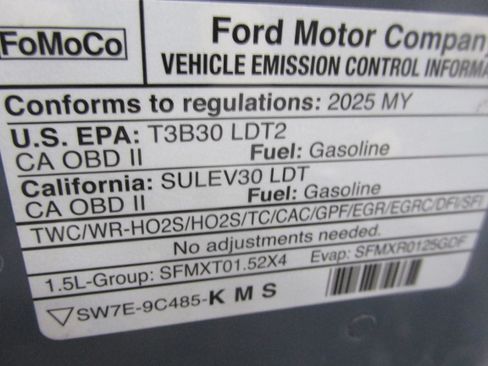 FoMoCo
Ford Motor Company
VEHICLE EMISSION CONTROL INFORMA
Conforms to regulations: 2025 MY
U.S. EPA: T3B30 LDT2
CA OBD II Fuel: Gasoline
California: SULEV30 LDT
CA OBD II Fuel: Gasoline
TWC/WR-HO2S/HO2S/TC/CAC/GPF/EGR/EGRC/DFI/SFI
No adjustments needed.
1.5L-Group: SFMXT01.52X4 Evap: SFMXR0125GDF
SW7E-9C485-KMS